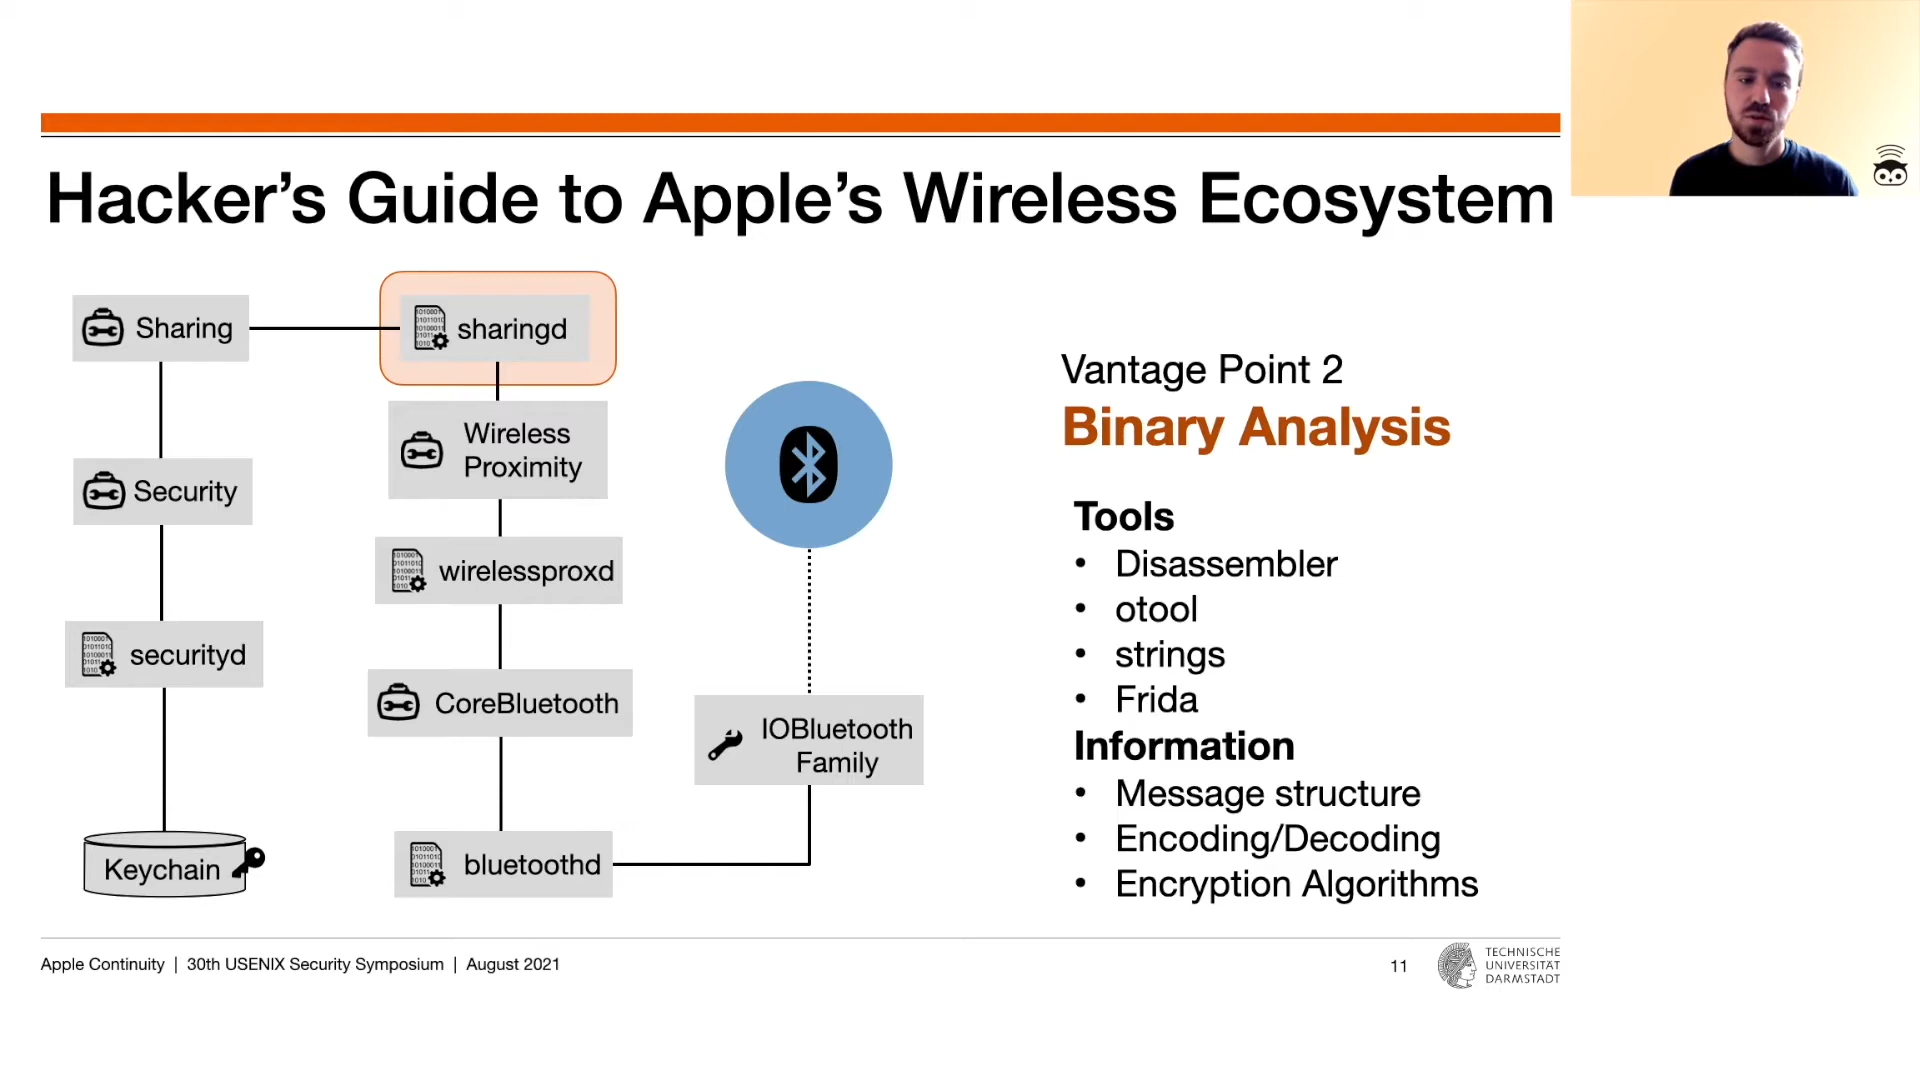 Hacker’s Guide to Apple’s Wireless Ecosystem
Sharing
sharingd
Wireless
Proximity
Security
wirelessproxd
securityd
CoreBluetooth
IOBluetooth
Family
Keychain
bluetoothd
Vantage Point 2
Binary Analysis
Tools
• Disassembler
• otool
• strings
• Frida
Information
• Message structure
• Encoding/Decoding
• Encryption Algorithms
Apple Continuity | 30th USENIX Security Symposium | August 2021
11
TECHNISCHE
UNIVERSITÄT
DARMSTADT